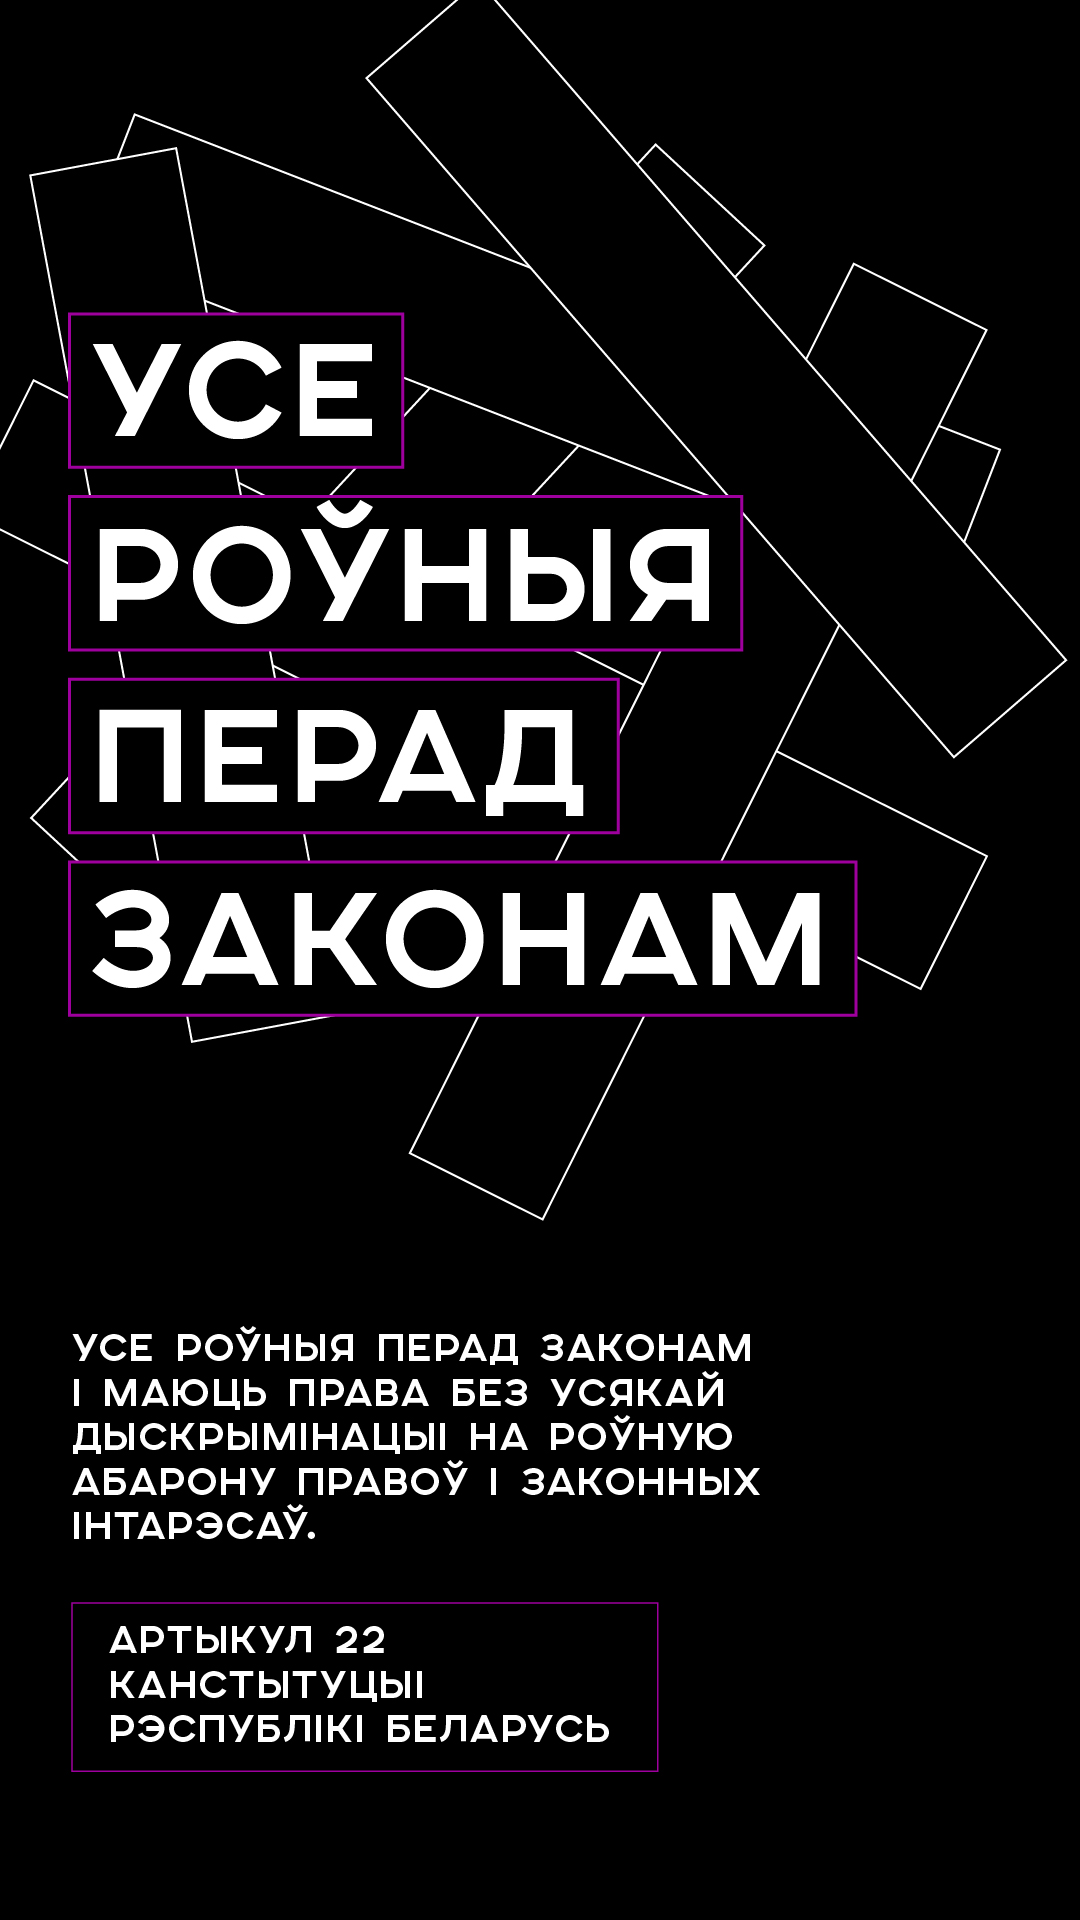 УСЕ
РОЎНЫЯ
ПЕРАД
ЗАКОНАМ
УСЕ РОЎНЫЯ ПЕРАД ЗАКОНАМ
І МАЮЦЬ ПРАВА БЕЗ УСЯКАЙ
ДЫСКРЫМІНАЦЫІ НА РОЎНУЮ
АБАРОНУ ПРАВОЎ І ЗАКОННЫХ
ІНТАРЭСАЎ.
АРТЫКУЛ 22
КАНСТЫТУЦЫІ
РЭСПУБЛІКІ БЕЛАРУСЬ